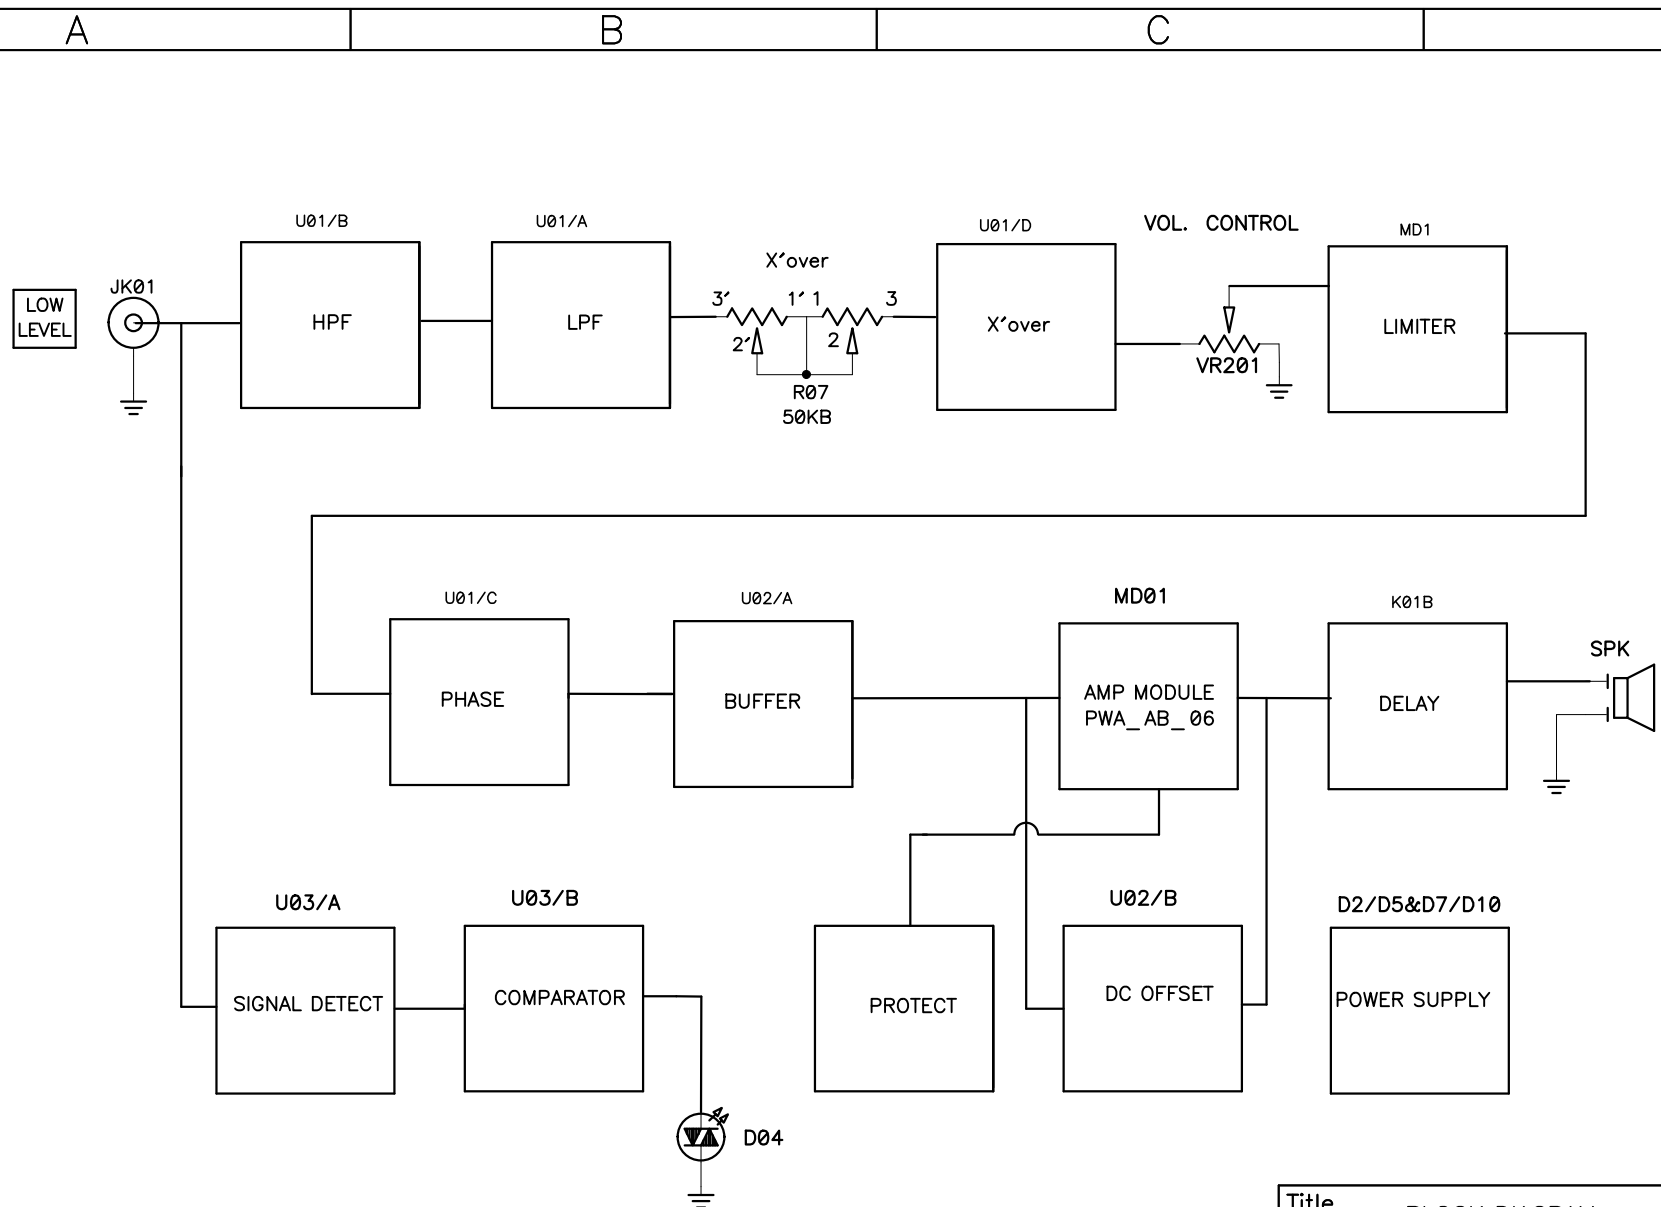 A
B
C
U01/B
U01/A
U01/D
VOL. CONTROL
MD1
X'over
JK01
LOW
LEVEL
HPF
LPF
3'
1'
1
3
2'
2
R07
50KB
X'over
VR201
LIMITER
U01/C
U02/A
MD01
K01B
SPK
PHASE
BUFFER
AMP MODULE
PWA_AB_06
DELAY
U03/A
U03/B
U02/B
D2/D5&D7/D10
SIGNAL DETECT
COMPARATOR
PROTECT
DC OFFSET
POWER SUPPLY
D04
Title